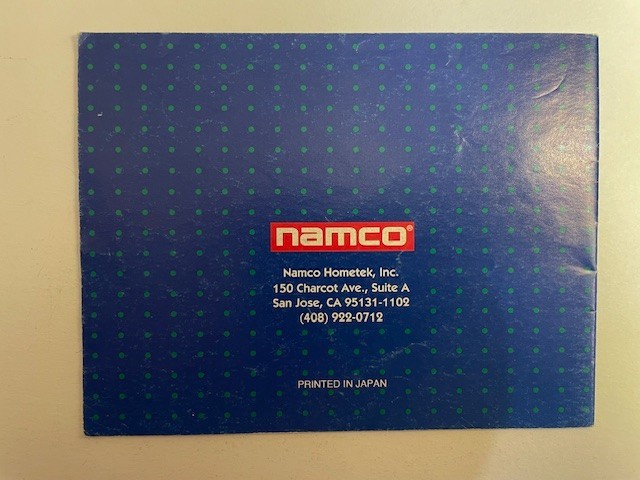 namco®
Namco Hometek, Inc.
150 Charcot Ave., Suite A
San Jose, CA 95131-1102
(408) 922-0712
PRINTED IN JAPAN